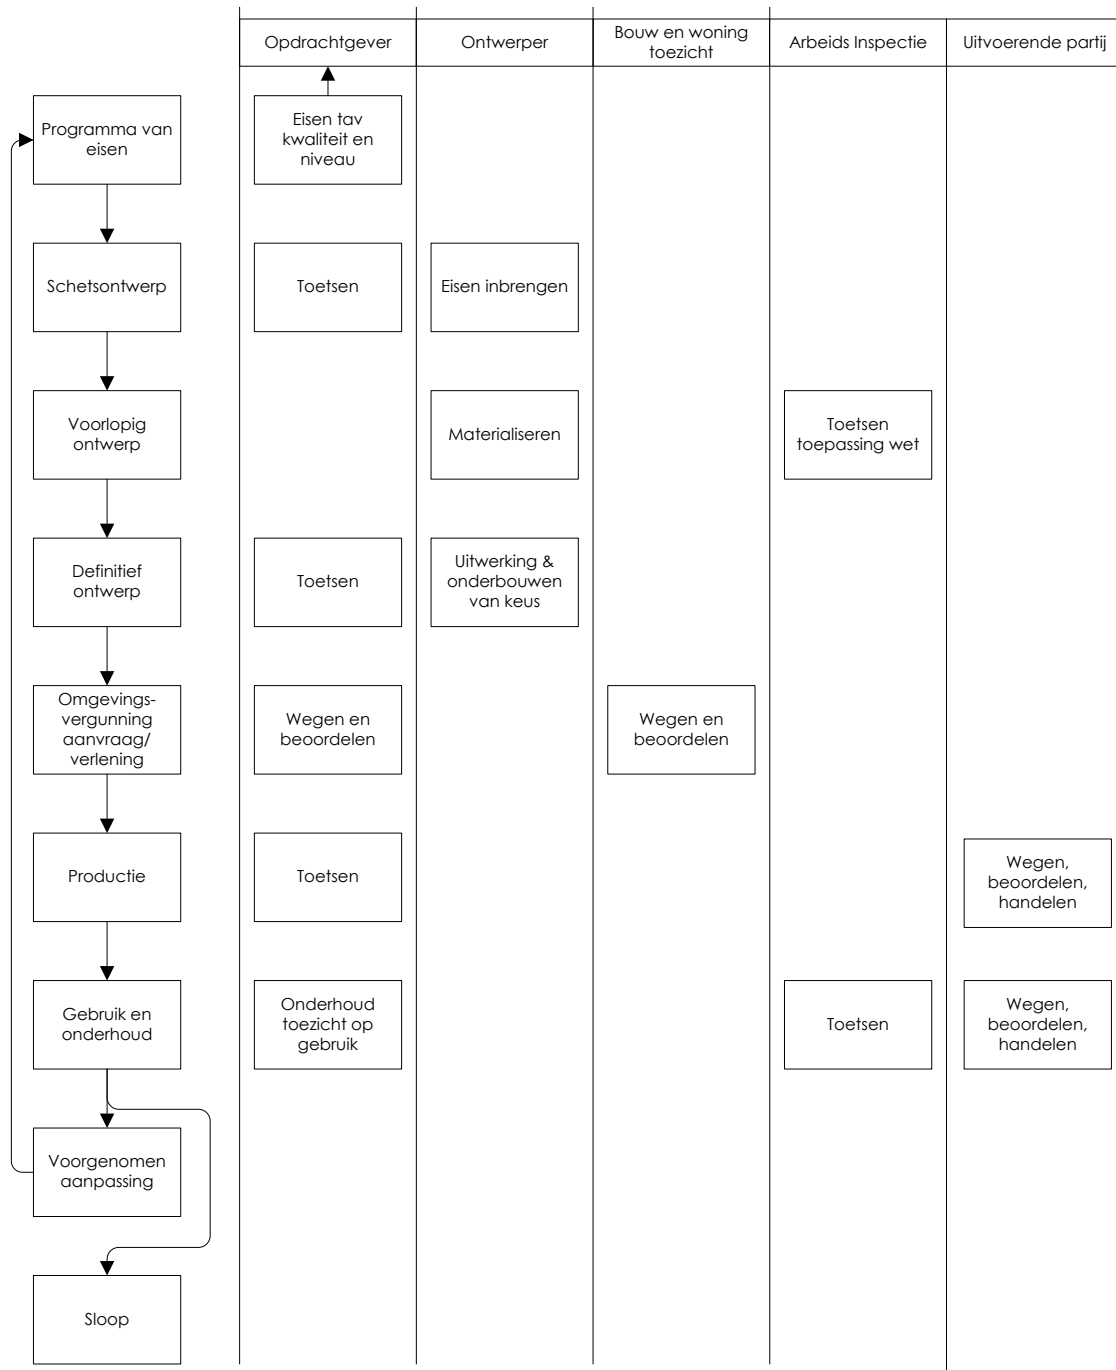 Opdrachtgever
Ontwerper
Bouw en woning
toezicht
Arbeids Inspectie
Uitvoerende partij
Programma van
eisen
Eisen tav
kwaliteit en
niveau
Schetsontwerp
Toetsen
Eisen inbrengen
Voorlopig
ontwerp
Materialiseren
Toetsen
toepassing wet
Definitief
ontwerp
Toetsen
Uitwerking &
onderbouwen
van keus
Omgevings-
vergunning
aanvraag/
verlening
Wegen en
beoordelen
Wegen en
beoordelen
Productie
Toetsen
Wegen,
beoordelen,
handelen
Gebruik en
onderhoud
Onderhoud
toezicht op
gebruik
Toetsen
Wegen,
beoordelen,
handelen
Voorgenomen
aanpassing
Sloop